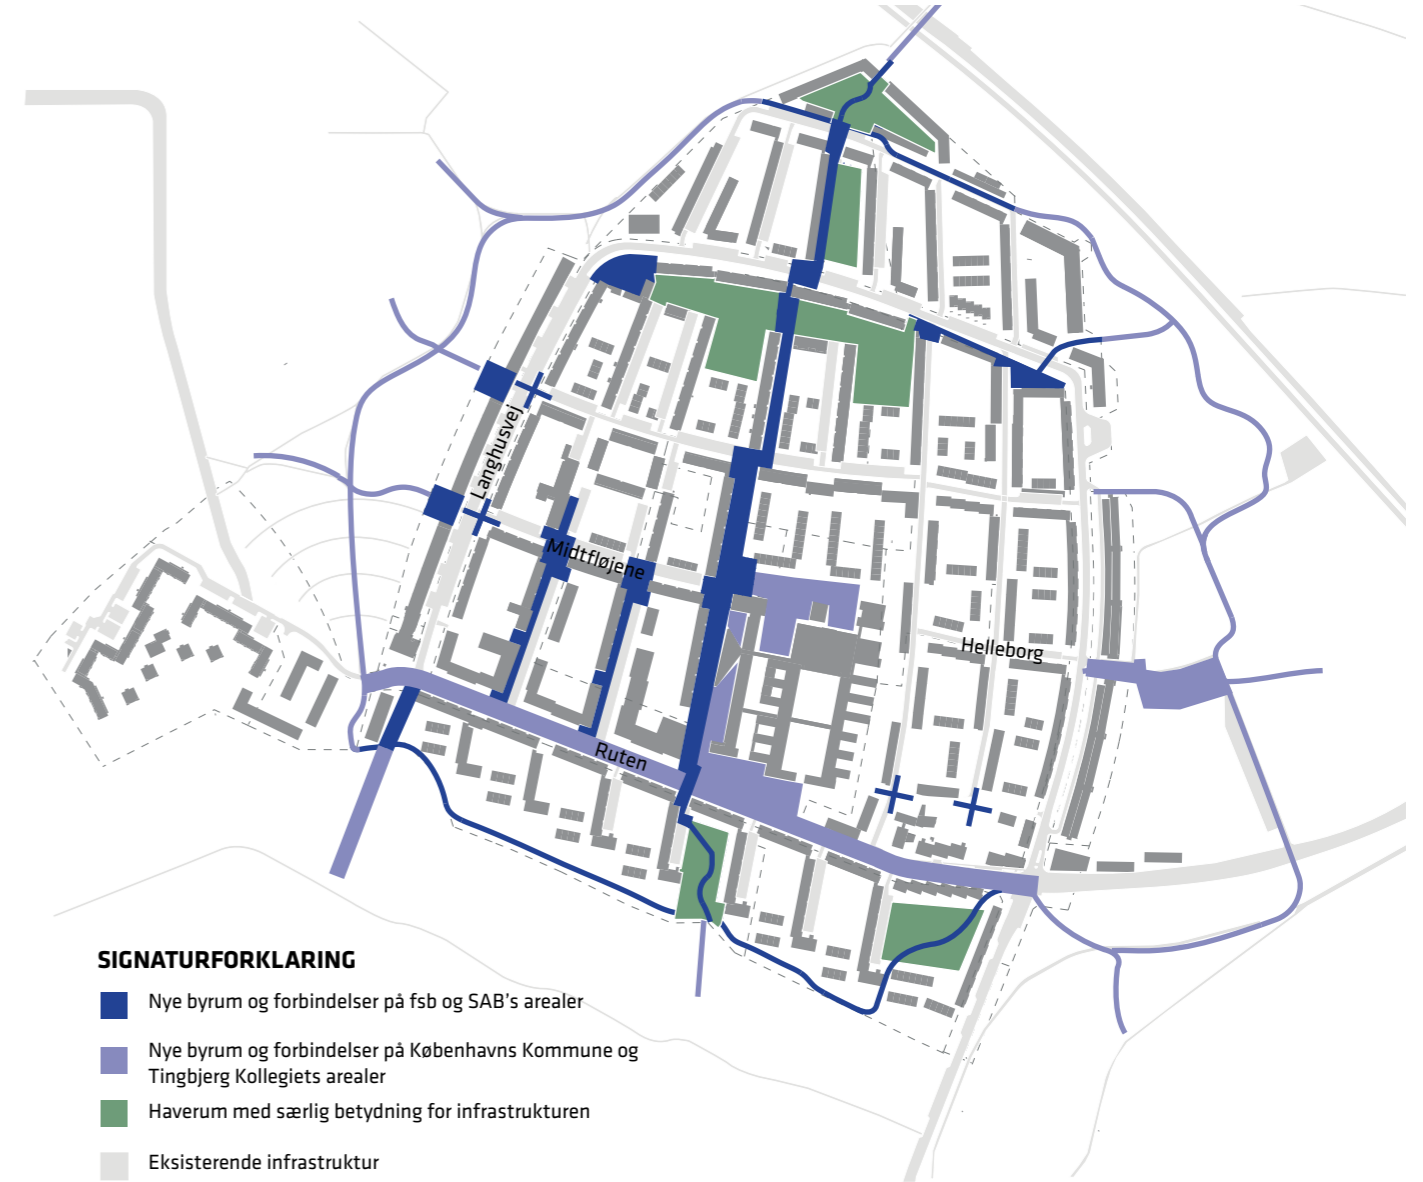 Langhusvej
Midtfløjene
Helleborg
Ruten
SIGNATURFORKLARING
Nye byrum og forbindelser på fsb og SAB's arealer
Nye byrum og forbindelser på Københavns Kommune og
Tingbjerg Kollegiets arealer
Haverum med særlig betydning for infrastrukturen
Eksisterende infrastruktur